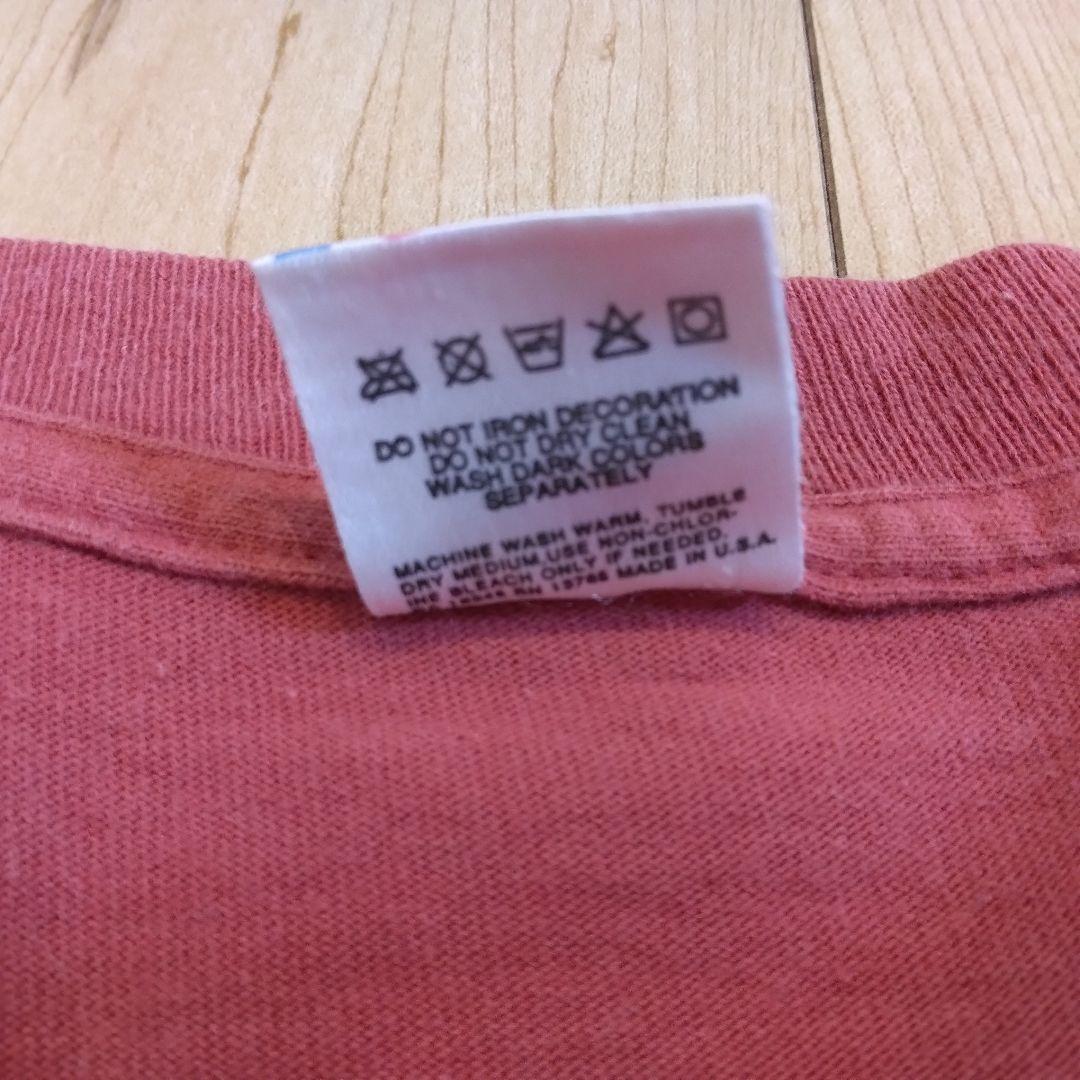 DO NOT IRON DECORATION
DO NOT DRY CLEAN
WASH DARK COLORS
SEPARATELY
MACHINE WASH WARM, TUMBLE
DRY MEDIUM, USE NON-CHLOR-
INE BLEACH ONLY IF NEEDED.
RN MADE IN U.S.A.